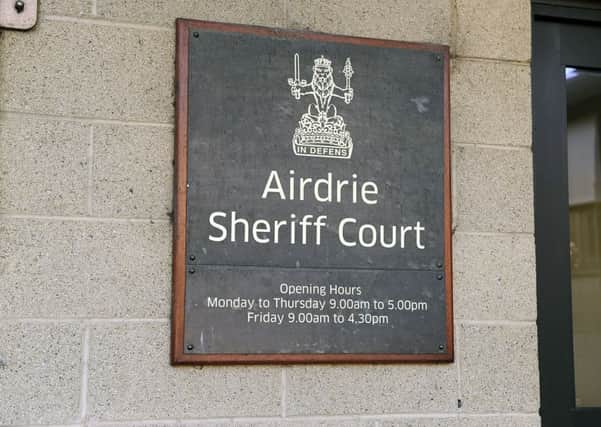 IN DEFENS
Airdrie
Sheriff Court
Opening Hours
Monday to Thursday 9.00am to 5.00pm
Friday 9.00am to 4.30pm